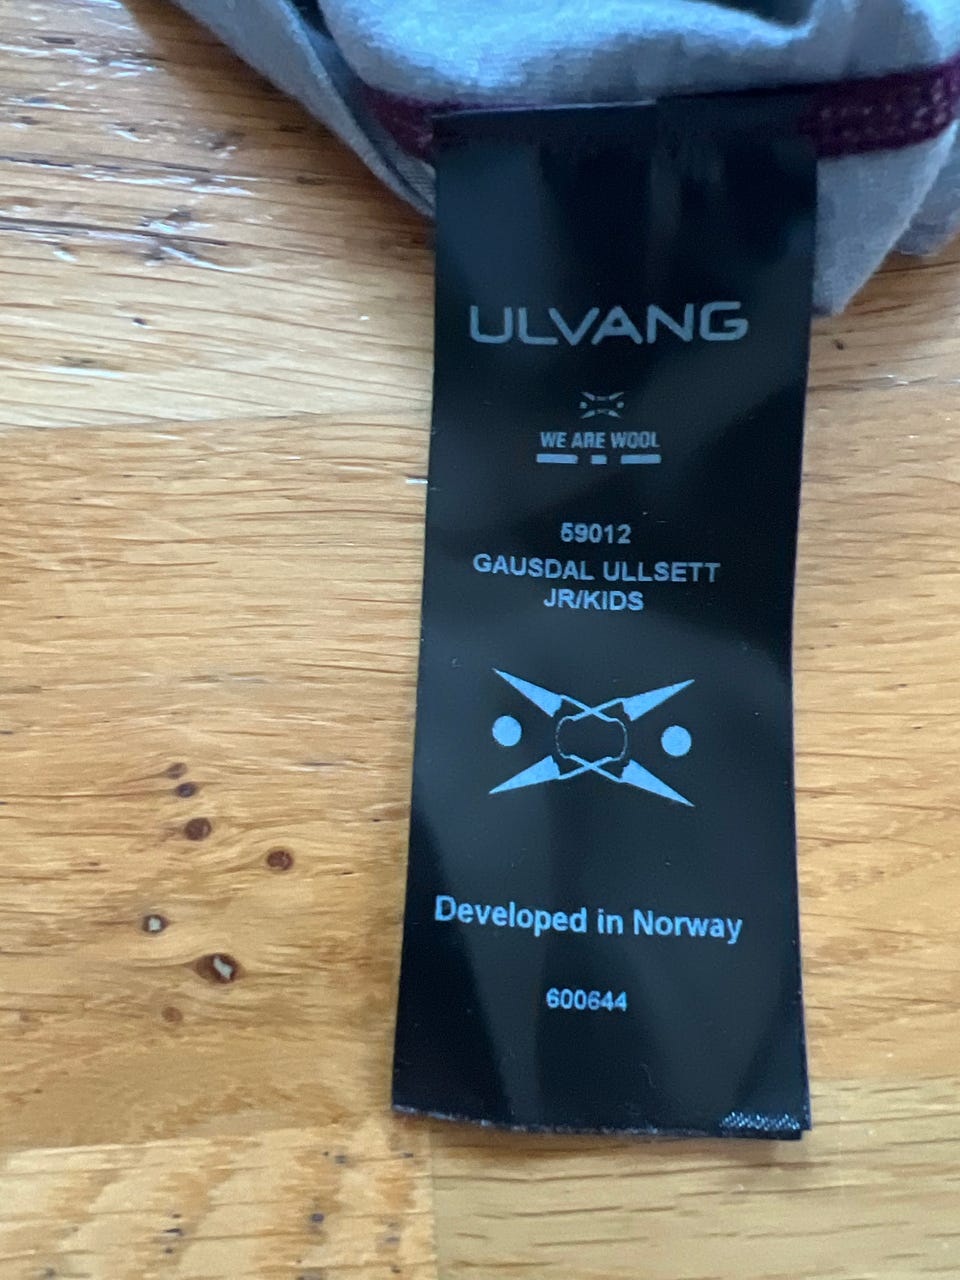 ULVANG
WE ARE WOOL
59012
GAUSDAL ULLSETT
JR/KIDS
Developed in Norway
600644